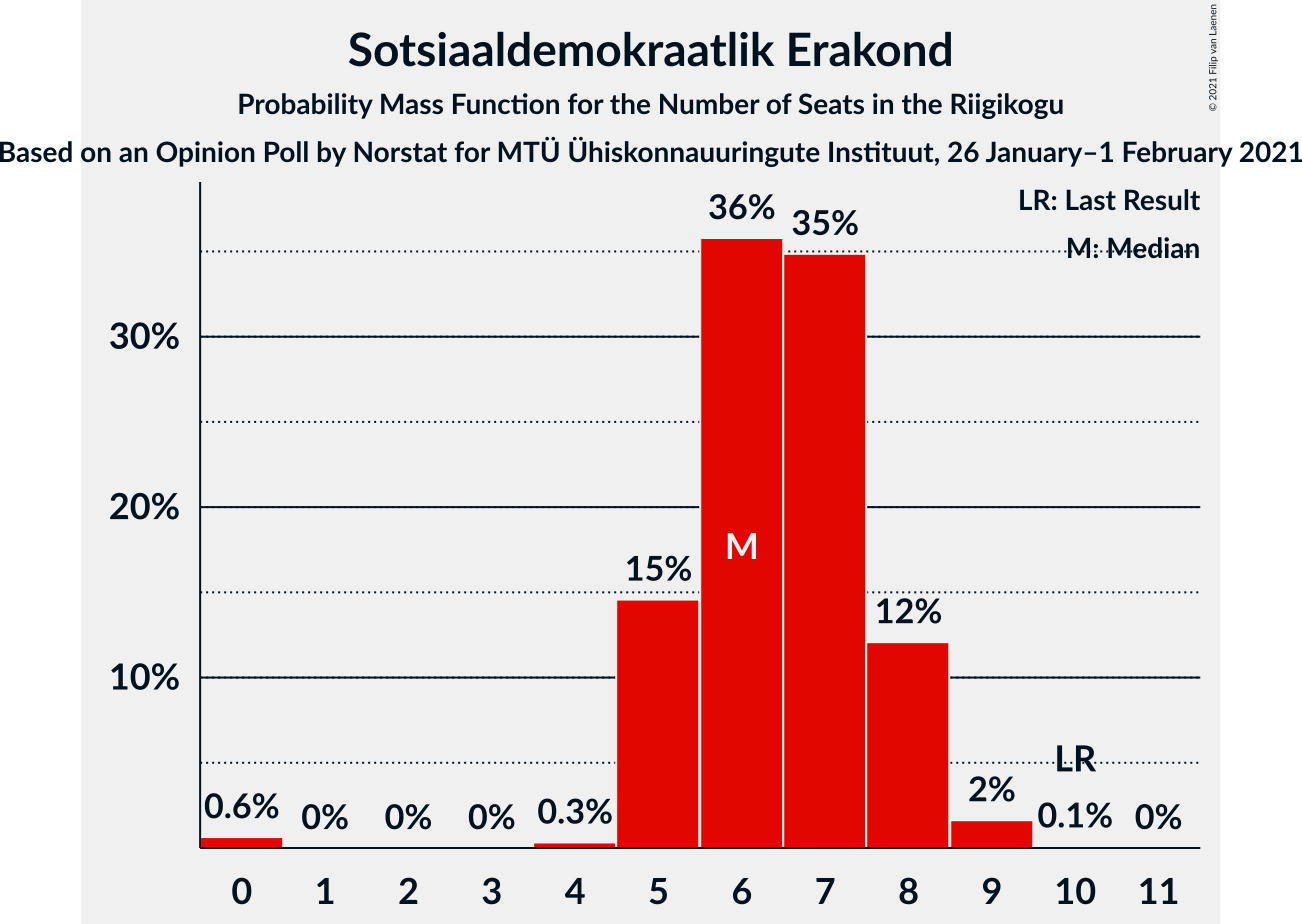 Sotsiaaldemokraatlik Erakond
Probability Mass Function for the Number of Seats in the Riigikogu
Based on an Opinion Poll by Norstat for MTÜ Ühiskonnauuringute Instituut, 26 January–1 February 2021
© 2021 Filip van Laenen
LR: Last Result
M: Median
36%
35%
30%
20%
M
15%
12%
10%
LR
0.6%
0%
0%
0%
0.3%
2%
0.1%
0%
0 1 2 3 4 5 6 7 8 9 10 11